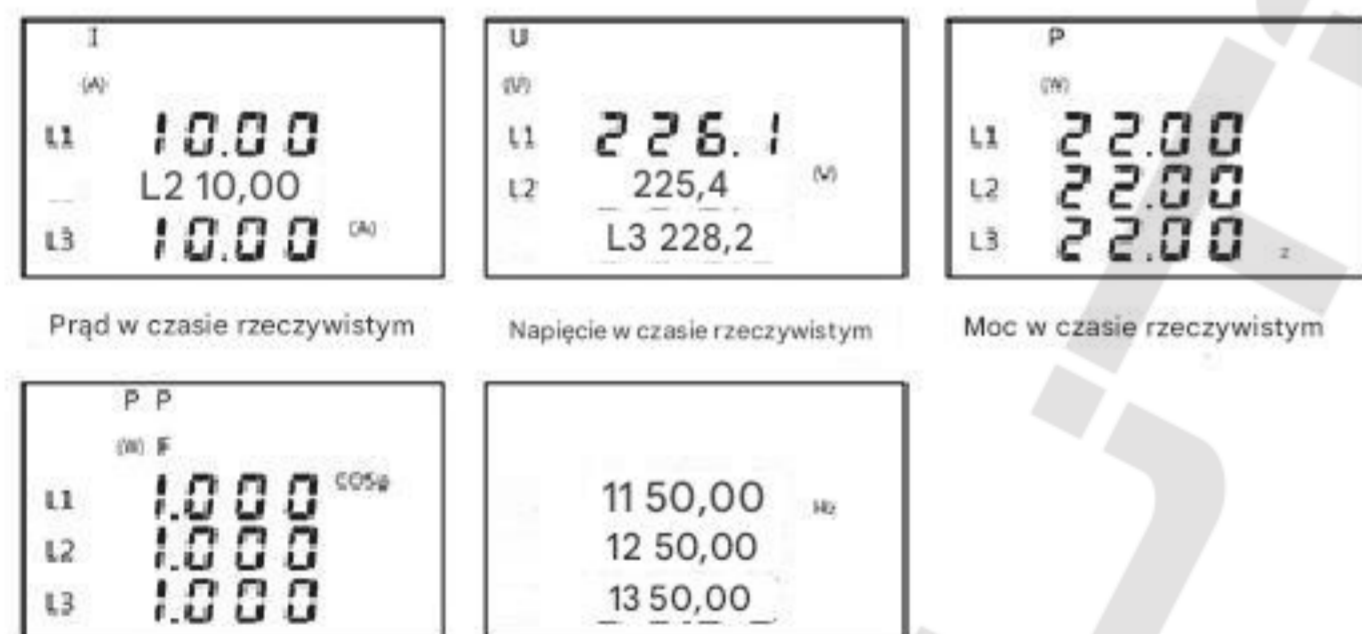 I
(A)
L1 10.00
L2 10,00
L3 10.00 (A)
Prąd w czasie rzeczywistym
U
(V)
L1 226.1
L2 225,4 (V)
L3 228,2
Napięcie w czasie rzeczywistym
P
(W)
L1 22.00
L2 22.00
L3 22.00 z
Moc w czasie rzeczywistym
P P
(W) F
L1 1.000 COSφ
L2 1.000
L3 1.000
11 50,00 Hz
12 50,00
13 50,00